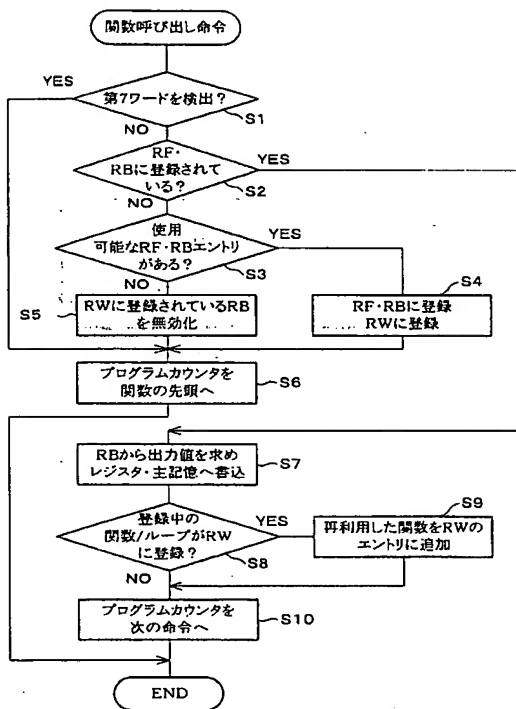 関数呼び出し命令
YES
第7ワードを検出?
S1
NO
RF・
RBに登録されて
いる?
YES
S2
NO
使用
可能なRF・RBエントリ
がある?
YES
S3
NO
S4
S5
RWに登録されているRB
を無効化
RF・RBに登録
RWに登録
プログラムカウンタを
関数の先頭へ
S6
RBから出力値を求め
レジスタ・主記憶へ書込
S7
登録中の
関数/ループがRW
に登録?
YES
S8
S9
再利用した関数をRWの
エントリに追加
NO
プログラムカウンタを
次の命令へ
S10
END